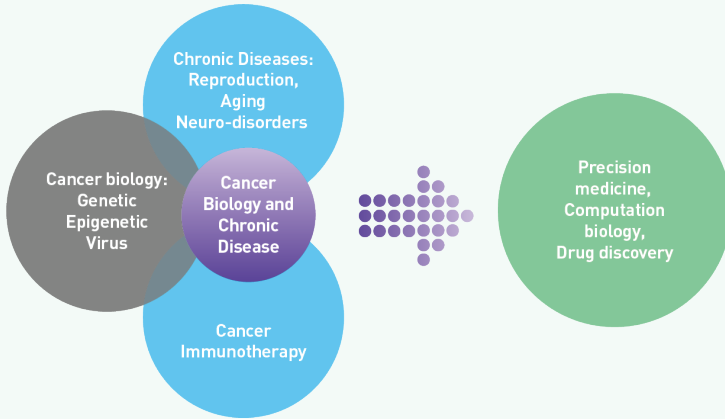 Chronic Diseases:
Reproduction,
Aging
Neuro-disorders
Cancer biology:
Genetic
Epigenetic
Virus
Cancer
Biology and
Chronic
Disease
Cancer
Immunotherapy
Precision
medicine,
Computation
biology,
Drug discovery